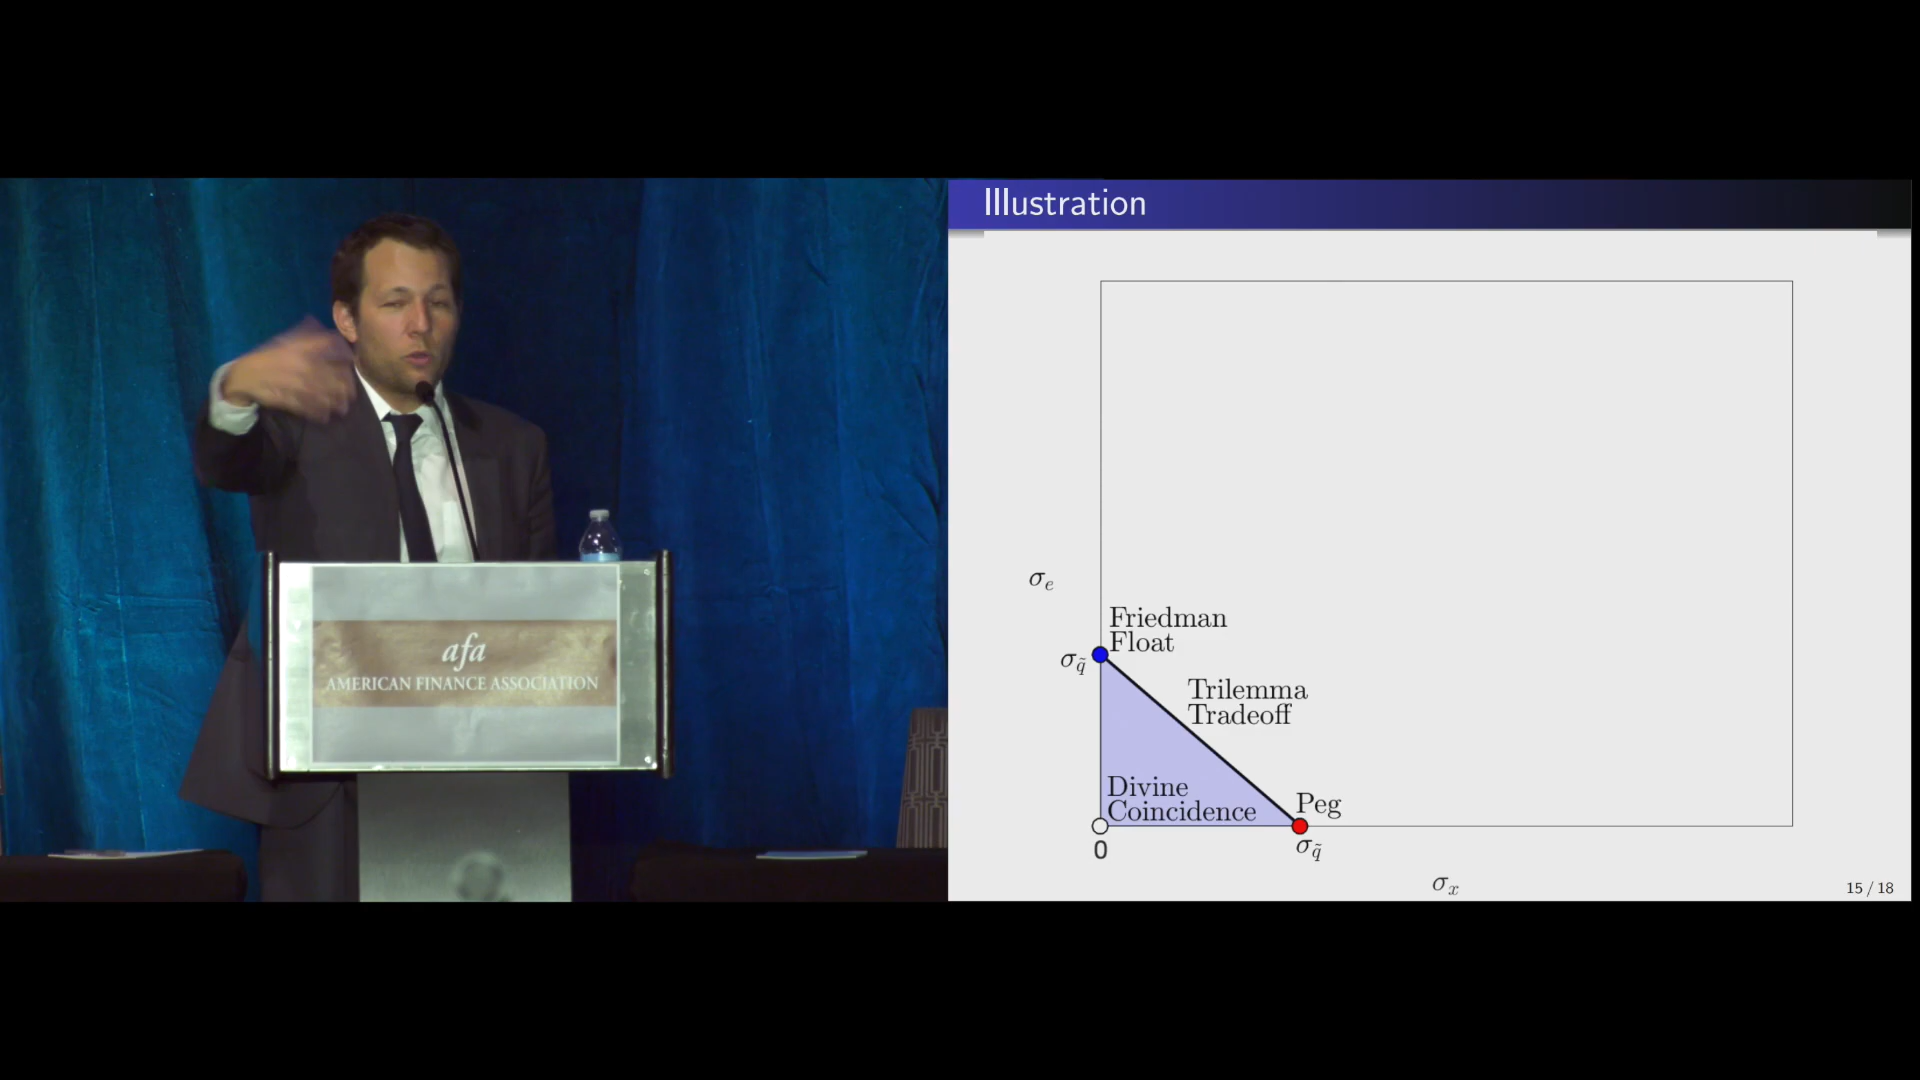 Illustration
σe
Friedman
Float
σq̃
Trilemma
Tradeoff
Divine
Coincidence
Peg
0
σq̃
σx
15 / 18
afa
AMERICAN FINANCE ASSOCIATION